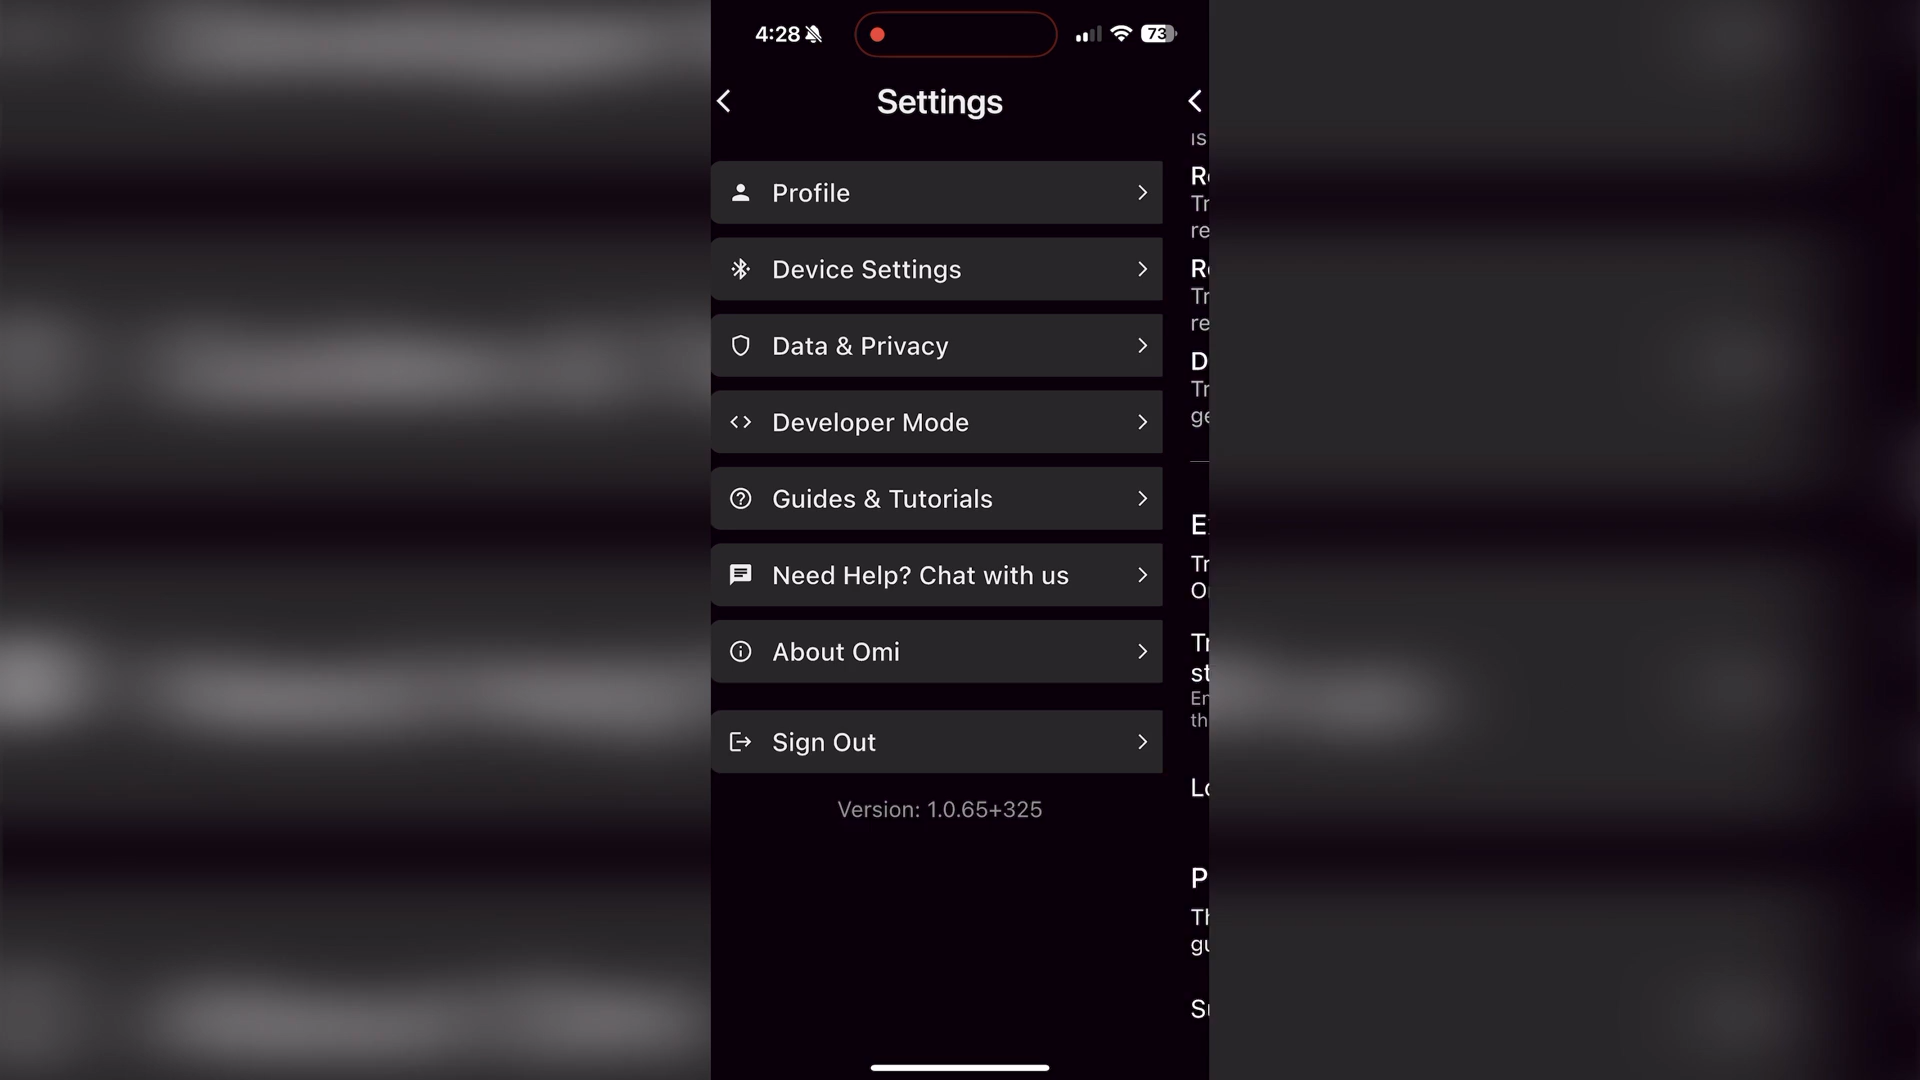 4:28
73
Settings
Profile
Device Settings
Data & Privacy
Developer Mode
Guides & Tutorials
Need Help? Chat with us
About Omi
Sign Out
Version: 1.0.65+325